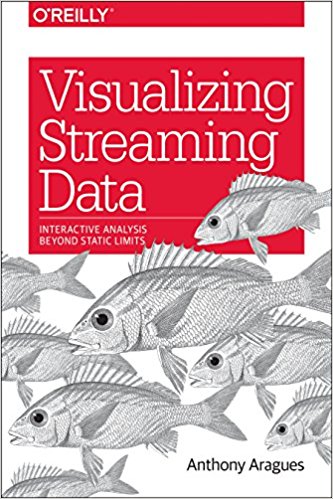 O'REILLY®
Visualizing
Streaming
Data
INTERACTIVE ANALYSIS
BEYOND STATIC LIMITS
Anthony Aragues